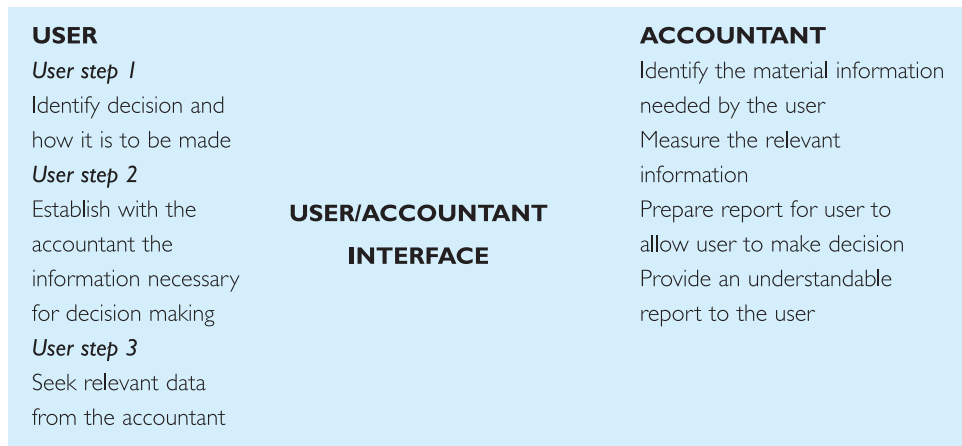 USER
User step 1
Identify decision and
how it is to be made
User step 2
Establish with the
accountant the
information necessary
for decision making
User step 3
Seek relevant data
from the accountant
USER/ACCOUNTANT
INTERFACE
ACCOUNTANT
Identify the material information
needed by the user
Measure the relevant
information
Prepare report for user to
allow user to make decision
Provide an understandable
report to the user